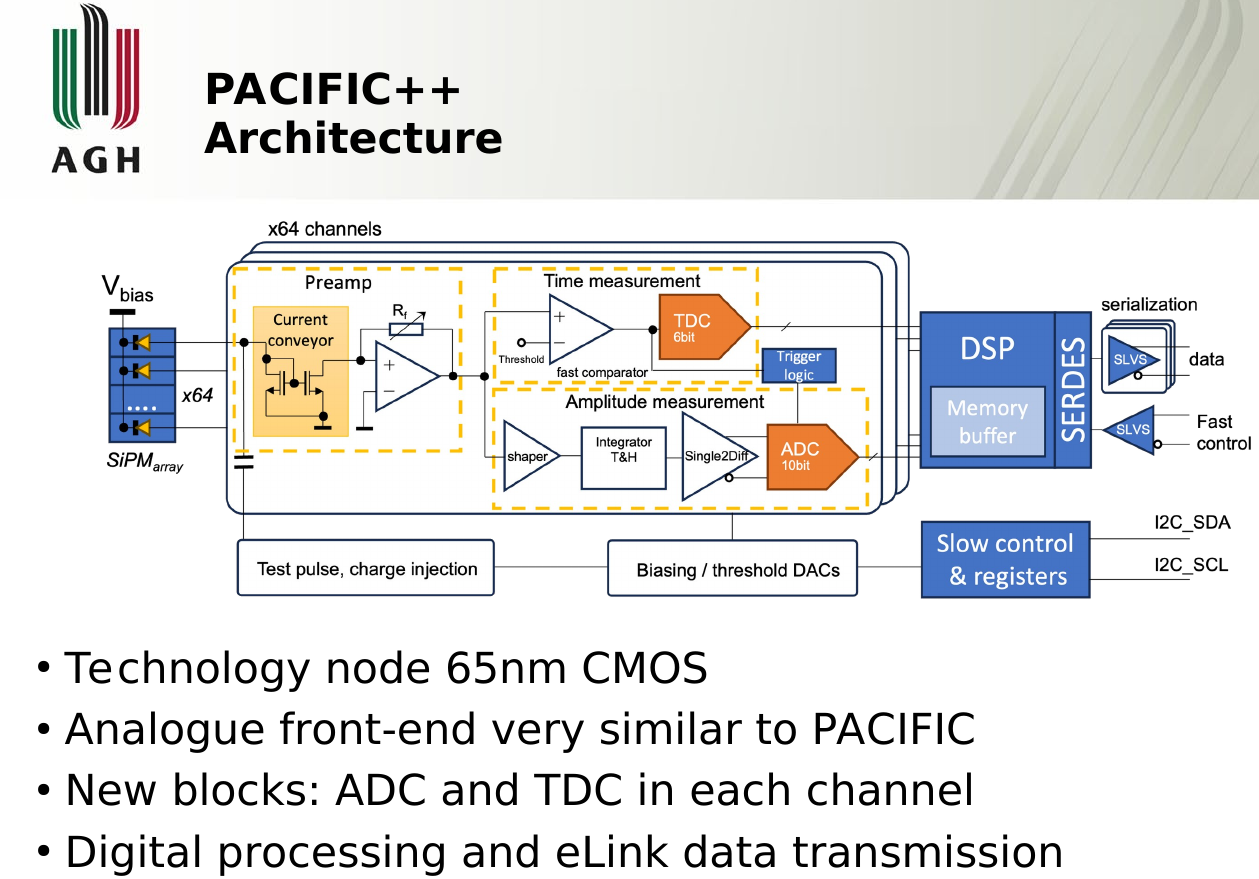 AGH
PACIFIC++
Architecture
x64 channels
V bias
x64
SiPM array
Preamp
Current
conveyor
Rf
+
−
Time measurement
+
−
Threshold
fast comparator
TDC
6bit
Trigger
logic
Amplitude measurement
shaper
Integrator
T&H
Single2Diff
ADC
10bit
DSP
Memory
buffer
SERDES
serialization
SLVS
data
SLVS
Fast
control
Test pulse, charge injection
Biasing / threshold DACs
Slow control
& registers
I2C_SDA
I2C_SCL
• Technology node 65nm CMOS
• Analogue front-end very similar to PACIFIC
• New blocks: ADC and TDC in each channel
• Digital processing and eLink data transmission